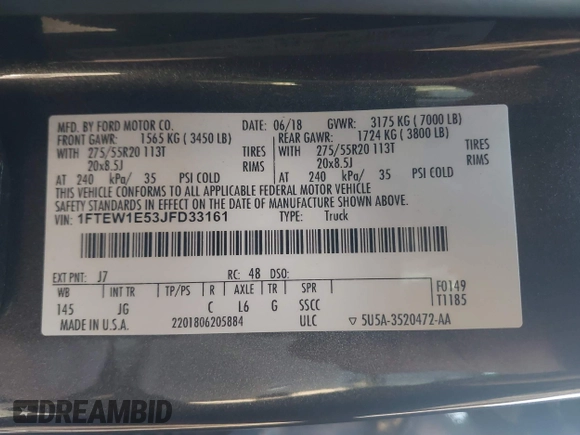 MFD. BY FORD MOTOR CO.
DATE: 06/18 GVWR: 3175 KG ( 7000 LB)
FRONT GAWR: 1565 KG ( 3450 LB)
REAR GAWR: 1724 KG ( 3800 LB)
WITH 275/55R20 113T TIRES
WITH 275/55R20 113T TIRES
20x8.5J RIMS
20x8.5J RIMS
AT 240 kPa/ 35 PSI COLD
AT 240 kPa/ 35 PSI COLD
THIS VEHICLE CONFORMS TO ALL APPLICABLE FEDERAL MOTOR VEHICLE
SAFETY STANDARDS IN EFFECT ON THE DATE OF MANUFACTURE SHOWN ABOVE.
VIN: 1FTEW1E53JFD33161 TYPE: Truck
EXT PNT: J7 RC: 48 DSO:
WB INT TR TP/PS R AXLE TR SPR
145 JG C L6 G SSCC
F0149
T1185
MADE IN U.S.A. 2201806205884 ULC ▽ 5U5A-3520472-AA
DREAMBID